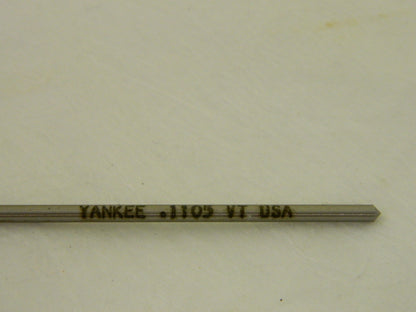 YANKEE .1105 VT USA